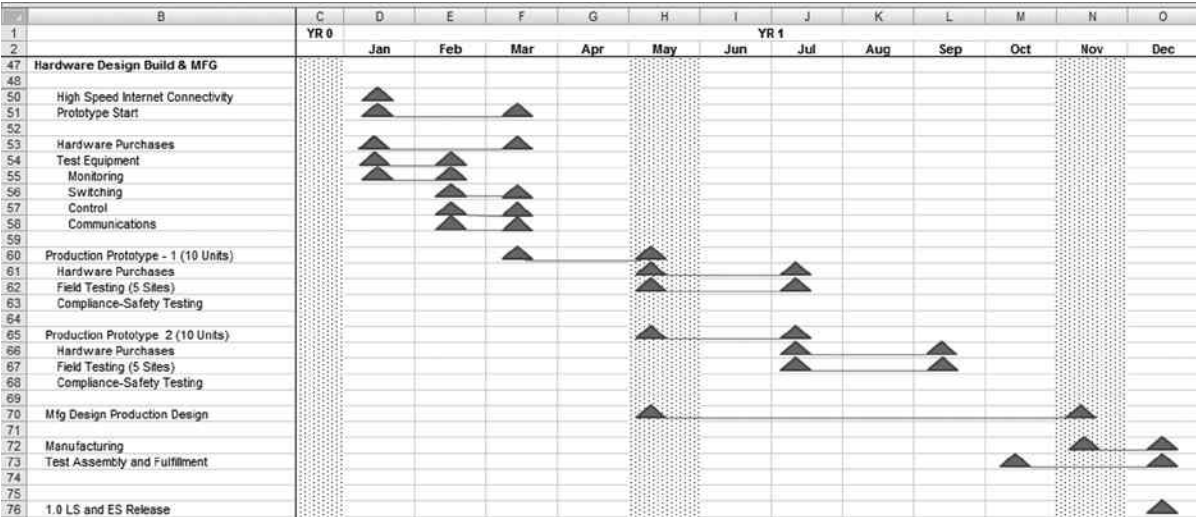 B C D E F G H I J K L M N O
1 YR 0 YR 1
2 Jan Feb Mar Apr May Jun Jul Aug Sep Oct Nov Dec
47 Hardware Design Build & MFG
48
50 High Speed Internet Connectivity
51 Prototype Start
52
53 Hardware Purchases
54 Test Equipment
55 Monitoring
56 Switching
57 Control
58 Communications
59
60 Production Prototype - 1 (10 Units)
61 Hardware Purchases
62 Field Testing (5 Sites)
63 Compliance-Safety Testing
64
65 Production Prototype 2 (10 Units)
66 Hardware Purchases
67 Field Testing (5 Sites)
68 Compliance-Safety Testing
69
70 Mfg Design Production Design
71
72 Manufacturing
73 Test Assembly and Fulfillment
74
75
76 1.0 LS and ES Release